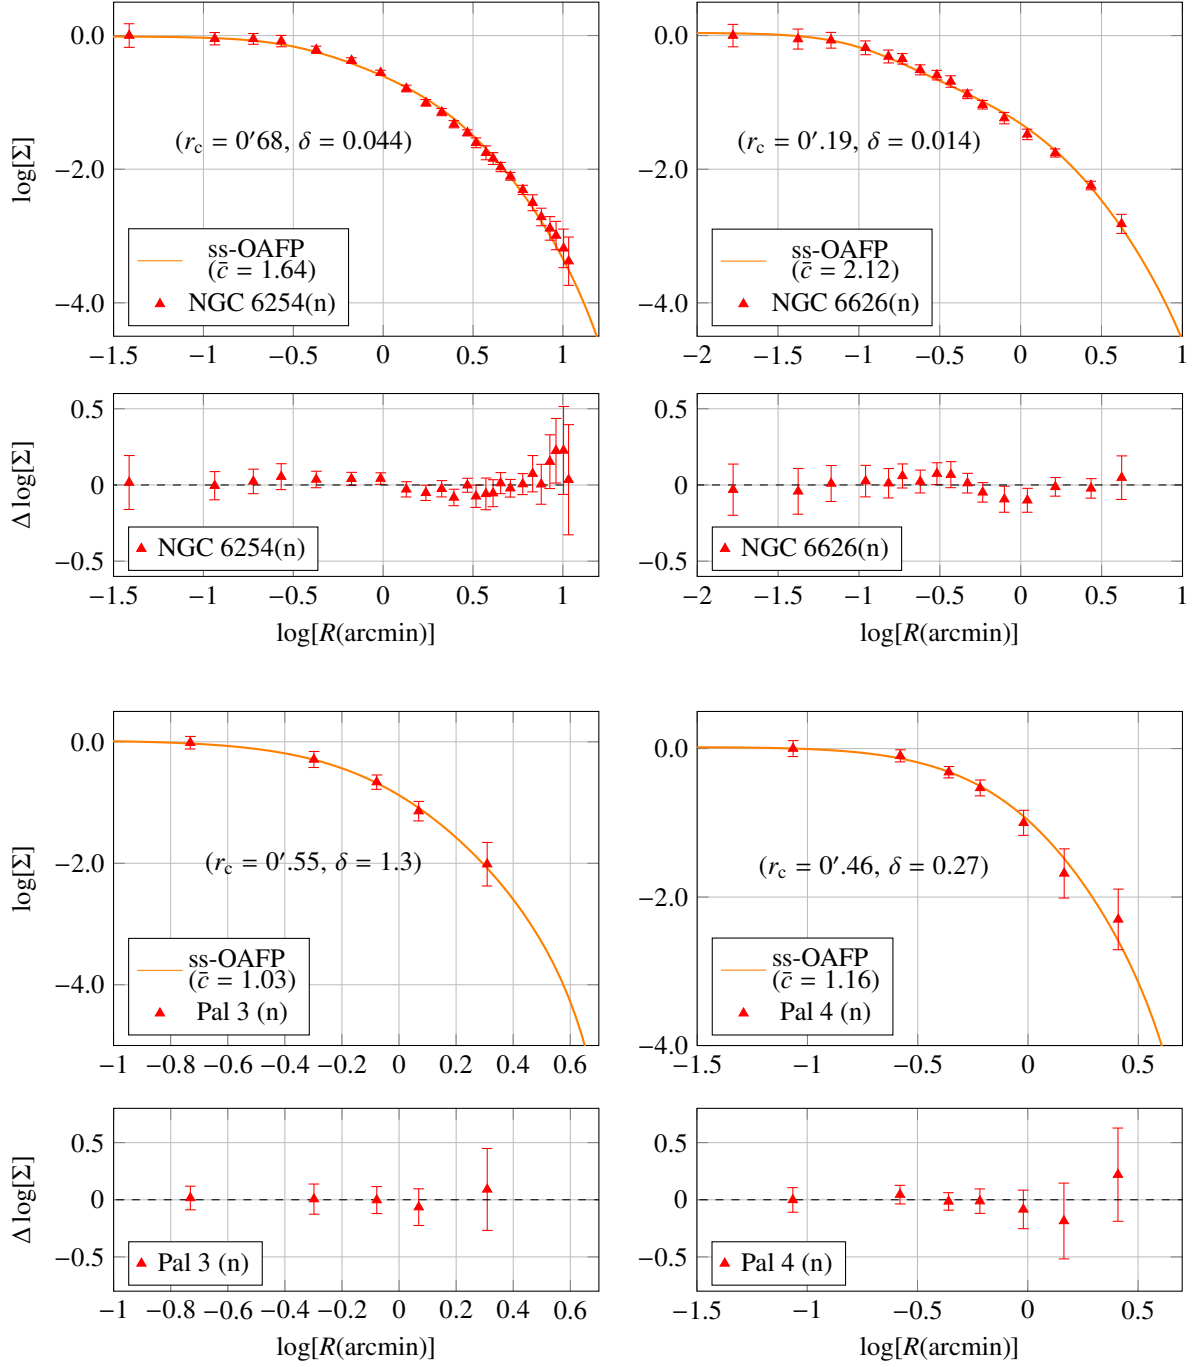 0.0
−2.0
−4.0
log[Σ]
(r_c = 0′68, δ = 0.044)
ss-OAFP
(c̄ = 1.64)
NGC 6254(n)
−1.5 −1 −0.5 0 0.5 1
0.0
−2.0
−4.0
(r_c = 0′.19, δ = 0.014)
ss-OAFP
(c̄ = 2.12)
NGC 6626(n)
−2 −1.5 −1 −0.5 0 0.5 1
0.5
0
−0.5
Δ log[Σ]
NGC 6254(n)
−1.5 −1 −0.5 0 0.5 1
log[R(arcmin)]
0.5
0
−0.5
NGC 6626(n)
−2 −1.5 −1 −0.5 0 0.5 1
log[R(arcmin)]
0.0
−2.0
−4.0
log[Σ]
(r_c = 0′.55, δ = 1.3)
ss-OAFP
(c̄ = 1.03)
Pal 3 (n)
−1 −0.8 −0.6 −0.4 −0.2 0 0.2 0.4 0.6
0.0
−2.0
−4.0
(r_c = 0′.46, δ = 0.27)
ss-OAFP
(c̄ = 1.16)
Pal 4 (n)
−1.5 −1 −0.5 0 0.5
0.5
0
−0.5
Δ log[Σ]
Pal 3 (n)
−1 −0.8 −0.6 −0.4 −0.2 0 0.2 0.4 0.6
log[R(arcmin)]
0.5
0
−0.5
Pal 4 (n)
−1.5 −1 −0.5 0 0.5
log[R(arcmin)]